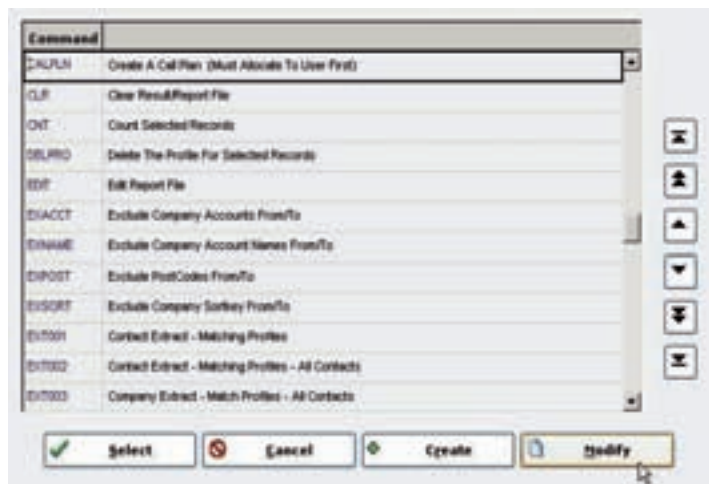 Command
CALPLN Create A Call Plan (Must Allocate To User First)
CLR Clear Result/Report File
CNT Count Selected Records
DELPRO Delete The Profile For Selected Records
EDIT Edit Report File
EXACCT Exclude Company Accounts From/To
EXNAME Exclude Company Account Names From/To
EXPOST Exclude PostCodes From/To
EXSORT Exclude Company Sortkey From/To
EXT001 Contact Extract - Matching Profiles
EXT002 Contact Extract - Matching Profiles - All Contacts
EXT003 Company Extract - Match Profiles - All Contacts
Select Cancel Create Modify